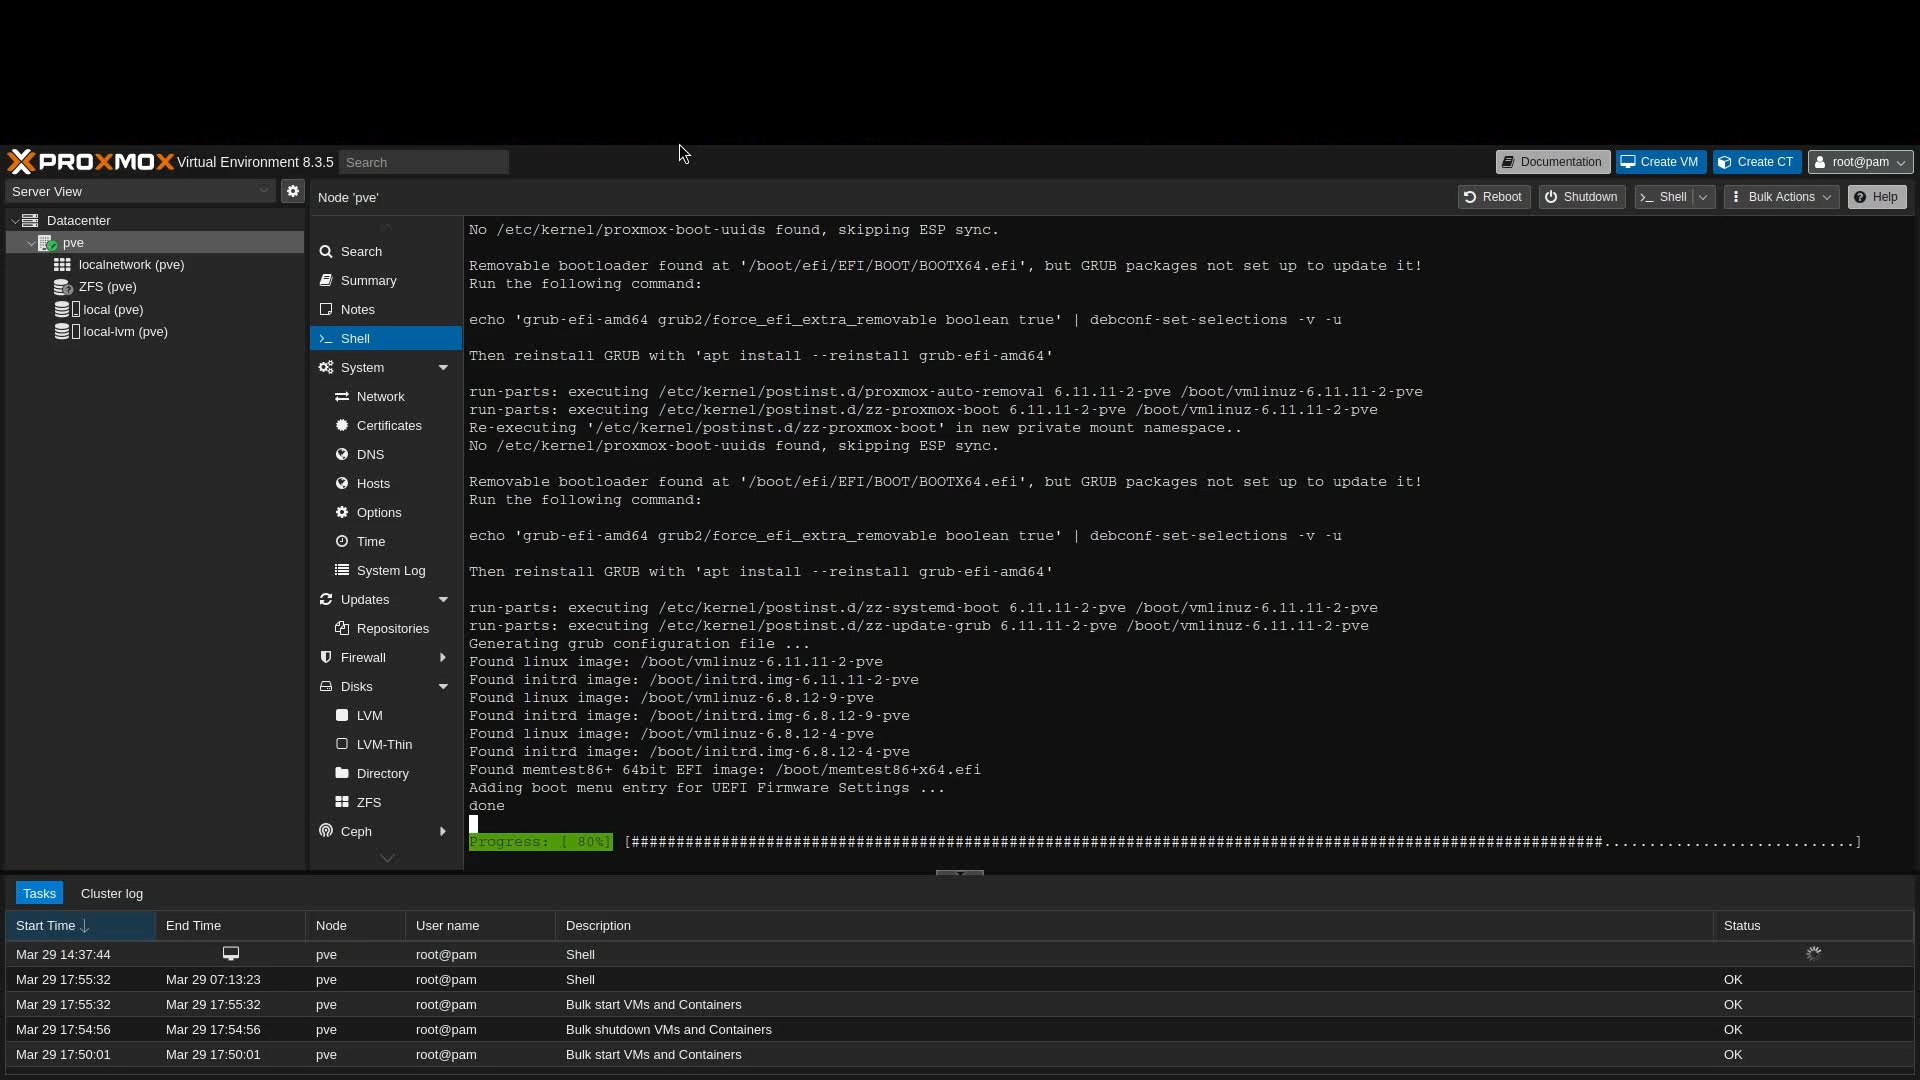 PROXMOX Virtual Environment 8.3.5 Search Documentation Create VM Create CT root@pam
Server View
Node 'pve' Reboot Shutdown Shell Bulk Actions Help
Datacenter
pve
localnetwork (pve)
ZFS (pve)
local (pve)
local-lvm (pve)
Search
Summary
Notes
Shell
System
Network
Certificates
DNS
Hosts
Options
Time
System Log
Updates
Repositories
Firewall
Disks
LVM
LVM-Thin
Directory
ZFS
Ceph
No /etc/kernel/proxmox-boot-uuids found, skipping ESP sync.
Removable bootloader found at '/boot/efi/EFI/BOOT/BOOTX64.efi', but GRUB packages not set up to update it!
Run the following command:
echo 'grub-efi-amd64 grub2/force_efi_extra_removable boolean true' | debconf-set-selections -v -u
Then reinstall GRUB with 'apt install --reinstall grub-efi-amd64'
run-parts: executing /etc/kernel/postinst.d/proxmox-auto-removal 6.11.11-2-pve /boot/vmlinuz-6.11.11-2-pve
run-parts: executing /etc/kernel/postinst.d/zz-proxmox-boot 6.11.11-2-pve /boot/vmlinuz-6.11.11-2-pve
Re-executing '/etc/kernel/postinst.d/zz-proxmox-boot' in new private mount namespace..
No /etc/kernel/proxmox-boot-uuids found, skipping ESP sync.
Removable bootloader found at '/boot/efi/EFI/BOOT/BOOTX64.efi', but GRUB packages not set up to update it!
Run the following command:
echo 'grub-efi-amd64 grub2/force_efi_extra_removable boolean true' | debconf-set-selections -v -u
Then reinstall GRUB with 'apt install --reinstall grub-efi-amd64'
run-parts: executing /etc/kernel/postinst.d/zz-systemd-boot 6.11.11-2-pve /boot/vmlinuz-6.11.11-2-pve
run-parts: executing /etc/kernel/postinst.d/zz-update-grub 6.11.11-2-pve /boot/vmlinuz-6.11.11-2-pve
Generating grub configuration file ...
Found linux image: /boot/vmlinuz-6.11.11-2-pve
Found initrd image: /boot/initrd.img-6.11.11-2-pve
Found linux image: /boot/vmlinuz-6.8.12-9-pve
Found initrd image: /boot/initrd.img-6.8.12-9-pve
Found linux image: /boot/vmlinuz-6.8.12-4-pve
Found initrd image: /boot/initrd.img-6.8.12-4-pve
Found memtest86+ 64bit EFI image: /boot/memtest86+x64.efi
Adding boot menu entry for UEFI Firmware Settings ...
done
Progress: [ 80%] [############################################################################################################............................]
Tasks Cluster log
Start Time End Time Node User name Description Status
Mar 29 14:37:44 pve root@pam Shell
Mar 29 17:55:32 Mar 29 07:13:23 pve root@pam Shell OK
Mar 29 17:55:32 Mar 29 17:55:32 pve root@pam Bulk start VMs and Containers OK
Mar 29 17:54:56 Mar 29 17:54:56 pve root@pam Bulk shutdown VMs and Containers OK
Mar 29 17:50:01 Mar 29 17:50:01 pve root@pam Bulk start VMs and Containers OK